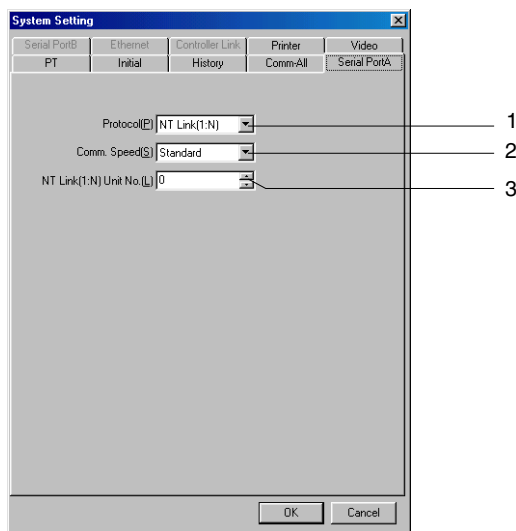 System Setting
Serial PortB Ethernet Controller Link Printer Video
PT Initial History Comm-All Serial PortA
Protocol(P) NT Link(1:N) 1
Comm. Speed(S) Standard 2
NT Link(1:N) Unit No.(L) 0 3
OK Cancel